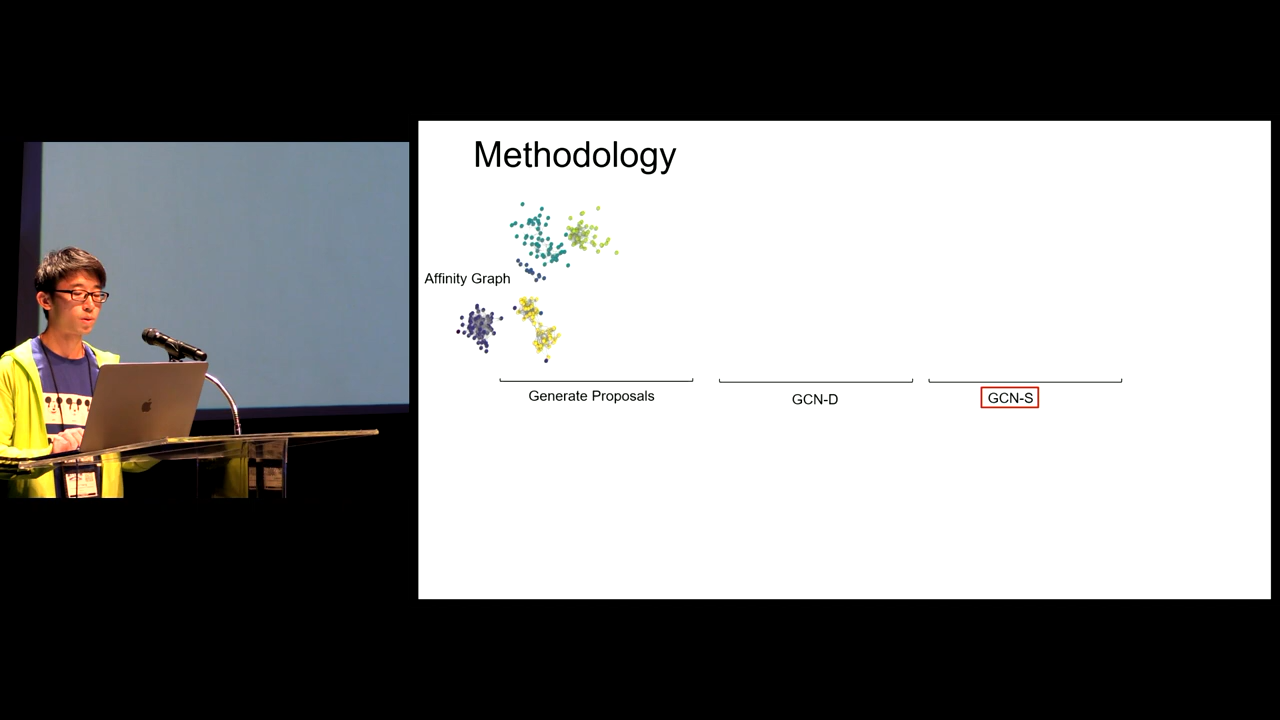 Methodology
Affinity Graph
Generate Proposals
GCN-D
GCN-S